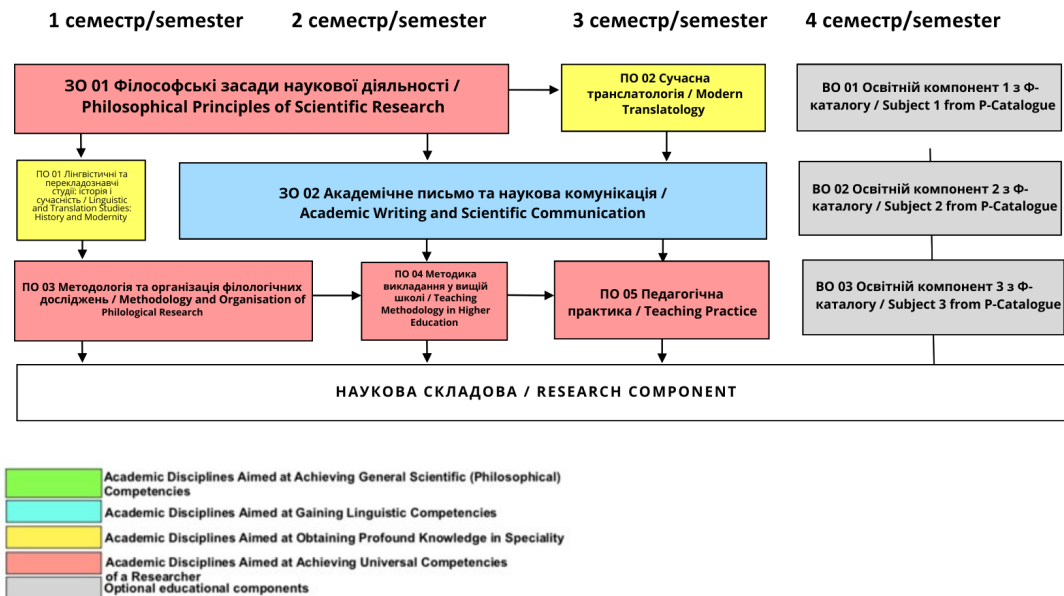 1 семестр/semester
2 семестр/semester
3 семестр/semester
4 семестр/semester
ЗО 01 Філософські засади наукової діяльності /
Philosophical Principles of Scientific Research
ПО 02 Сучасна
транслатологія / Modern
Translatology
ВО 01 Освітній компонент 1 з Ф-
каталогу / Subject 1 from P-Catalogue
ПО 01 Лінгвістичні та
перекладознавчі
студії: історія і
сучасність / Linguistic
and Translation Studies:
History and Modernity
ЗО 02 Академічне письмо та наукова комунікація /
Academic Writing and Scientific Communication
ВО 02 Освітній компонент 2 з Ф-
каталогу / Subject 2 from P-Catalogue
ПО 03 Методологія та організація філологічних
досліджень / Methodology and Organisation of
Philological Research
ПО 04 Методика
викладання у вищій
школі / Teaching
Methodology in Higher
Education
ПО 05 Педагогічна
практика / Teaching Practice
ВО 03 Освітній компонент 3 з Ф-
каталогу / Subject 3 from P-Catalogue
НАУКОВА СКЛАДОВА / RESEARCH COMPONENT
Academic Disciplines Aimed at Achieving General Scientific (Philosophical)
Competencies
Academic Disciplines Aimed at Gaining Linguistic Competencies
Academic Disciplines Aimed at Obtaining Profound Knowledge in Speciality
Academic Disciplines Aimed at Achieving Universal Competencies
of a Researcher
Optional educational components